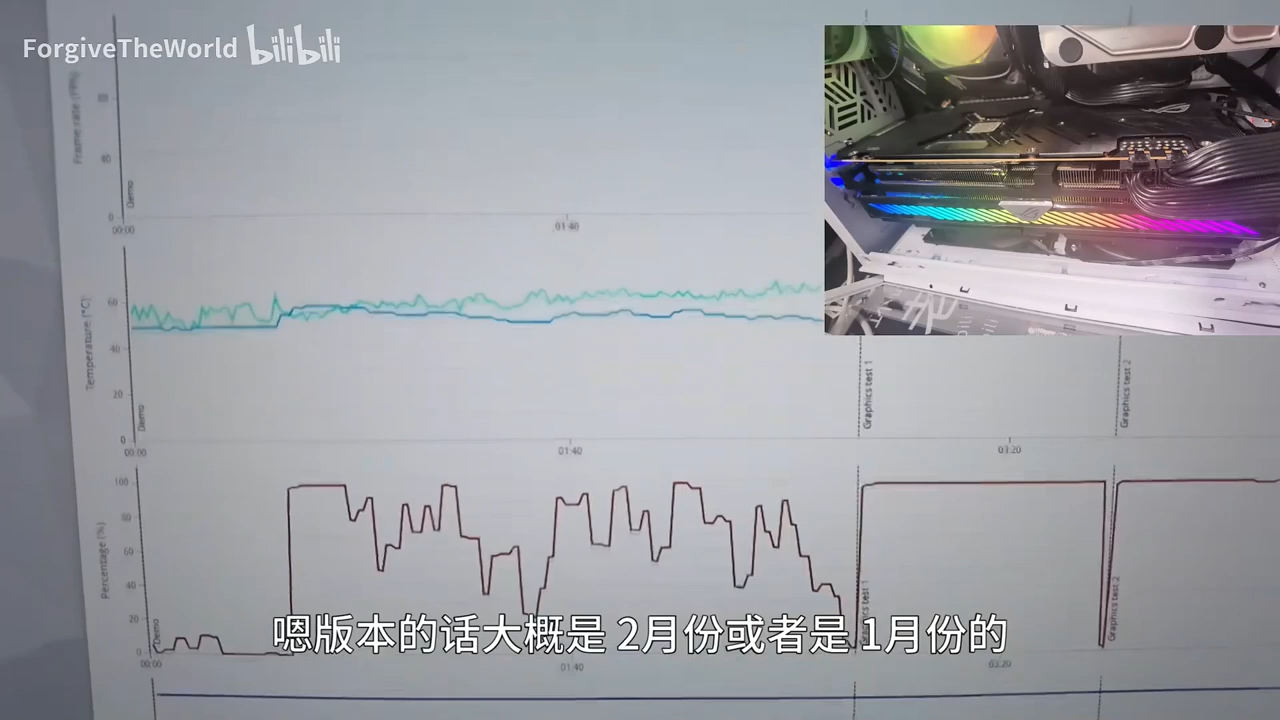 ForgiveTheWorld bilibili
Frame rate (FPS)
80
40
0
Demo
00:00
01:40
Temperature (°C)
60
40
20
0
Demo
Graphics test 1
Graphics test 2
00:00
01:40
03:20
Percentage (%)
100
80
60
40
20
0
Demo
Graphics test 1
Graphics test 2
00:00
01:40
03:20
嗯版本的话大概是 2月份或者是 1月份的